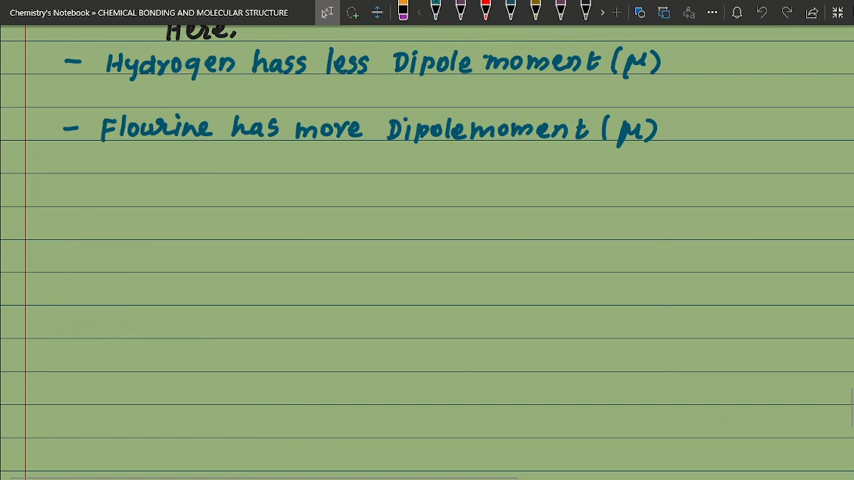 Chemistry's Notebook » CHEMICAL BONDING AND MOLECULAR STRUCTURE
Here.
- Hydrogen hass less Dipole moment (μ)
- Flourine has more Dipolemoment (μ)